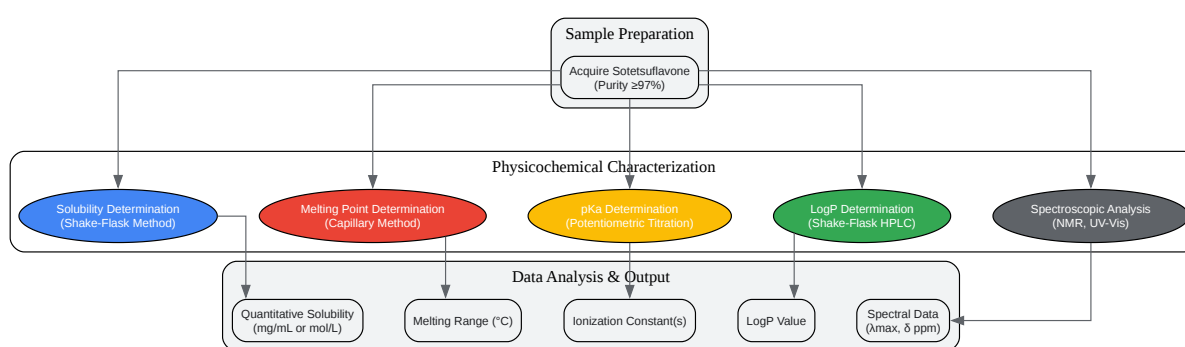 Sample Preparation
Acquire Sotetsuflavone
(Purity ≥97%)
Physicochemical Characterization
Solubility Determination
(Shake-Flask Method)
Melting Point Determination
(Capillary Method)
pKa Determination
(Potentiometric Titration)
LogP Determination
(Shake-Flask HPLC)
Spectroscopic Analysis
(NMR, UV-Vis)
Data Analysis & Output
Quantitative Solubility
(mg/mL or mol/L)
Melting Range (°C)
Ionization Constant(s)
LogP Value
Spectral Data
(λmax, δ ppm)